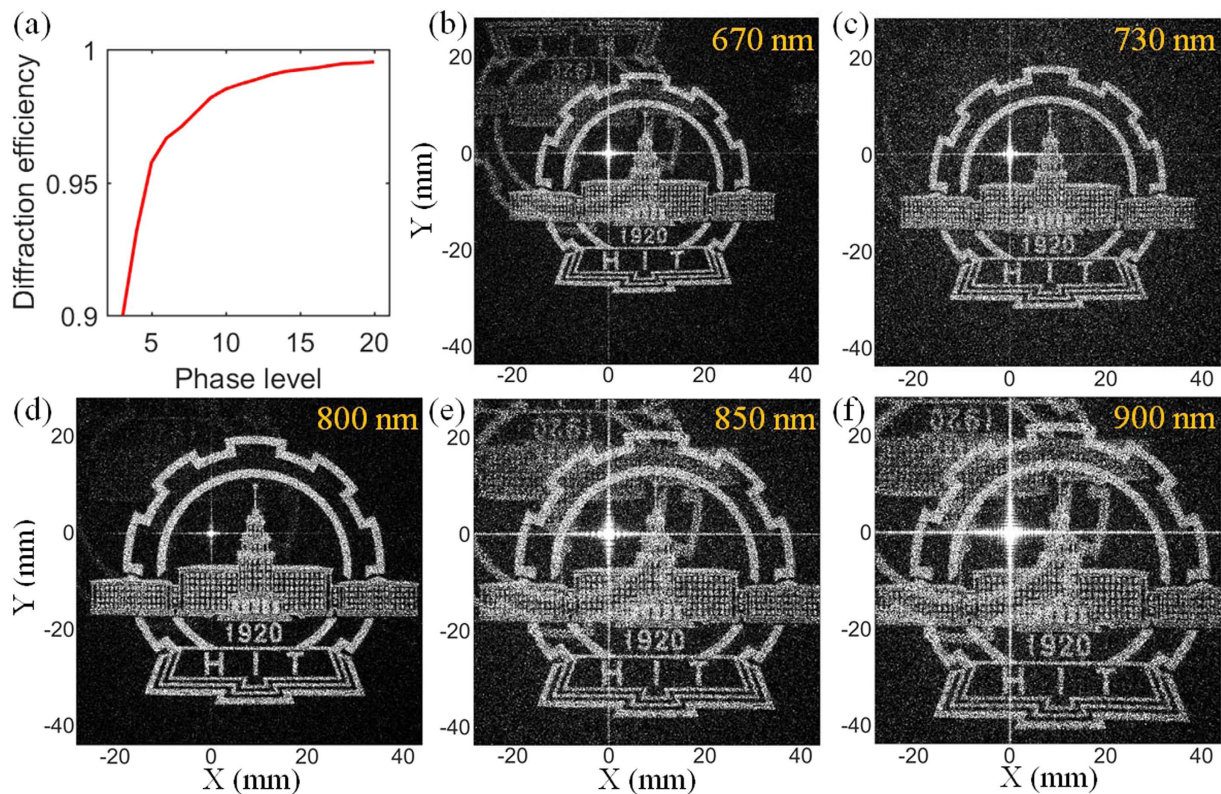 (a)
1
0.95
0.9
Diffraction efficiency
5 10 15 20
Phase level
(b)
670 nm
20
0
-20
-40
Y (mm)
-20 0 20 40
1920
H I T
(c)
730 nm
20
0
-20
-40
-20 0 20 40
1920
H I T
(d)
800 nm
20
0
-20
-40
Y (mm)
-20 0 20 40
X (mm)
1920
H I T
(e)
850 nm
20
0
-20
-40
-20 0 20 40
X (mm)
1920
H I T
(f)
900 nm
20
0
-20
-40
-20 0 20 40
X (mm)
1920
H I T